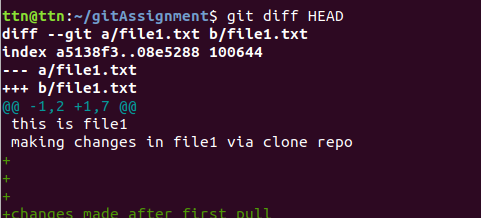 ttn@ttn:~/gitAssignment$ git diff HEAD
diff --git a/file1.txt b/file1.txt
index a5138f3..08e5288 100644
--- a/file1.txt
+++ b/file1.txt
@@ -1,2 +1,7 @@
 this is file1
 making changes in file1 via clone repo
+
+
+
+changes made after first pull